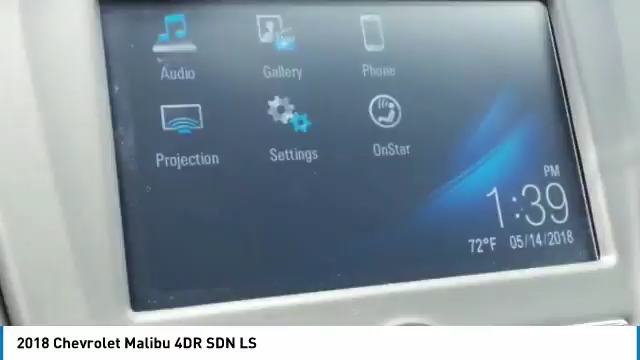 Audio Gallery Phone
Projection Settings OnStar
PM
1:39
72°F 05/14/2018
2018 Chevrolet Malibu 4DR SDN LS